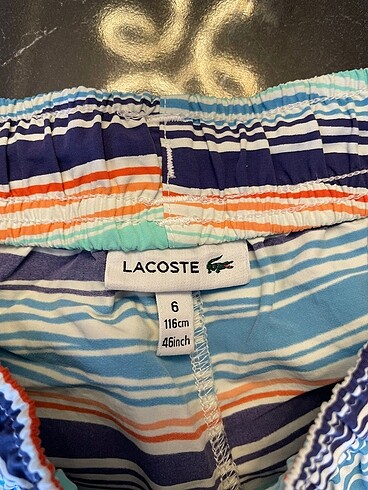 LACOSTE
6
116cm
46inch